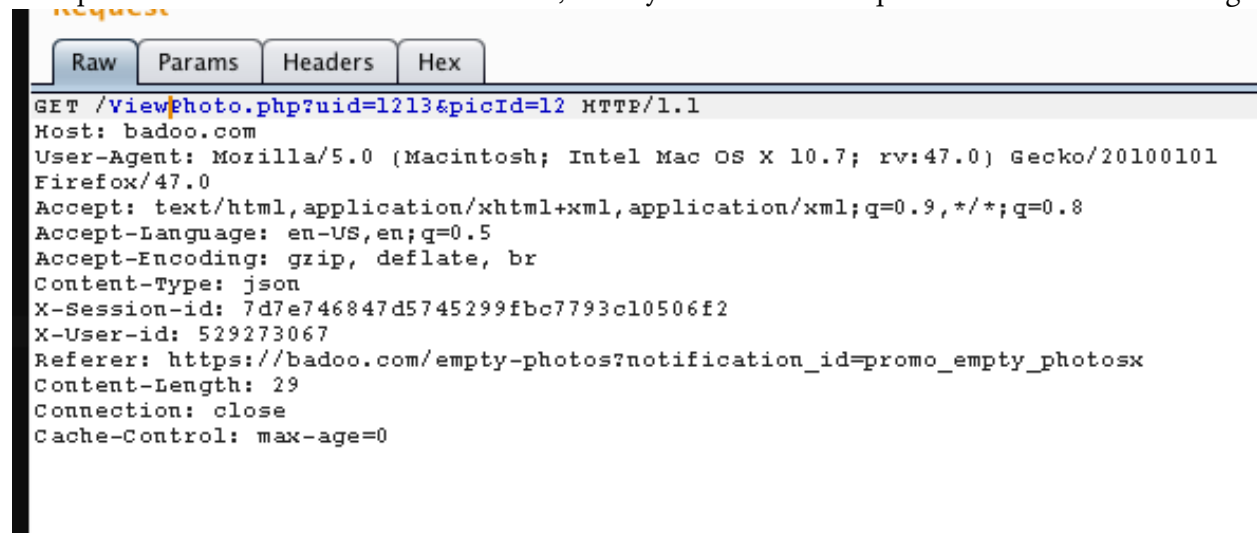 Request
Raw Params Headers Hex
GET /ViewPhoto.php?uid=1213&picId=12 HTTP/1.1
Host: badoo.com
User-Agent: Mozilla/5.0 (Macintosh; Intel Mac OS X 10.7; rv:47.0) Gecko/20100101
Firefox/47.0
Accept: text/html,application/xhtml+xml,application/xml;q=0.9,*/*;q=0.8
Accept-Language: en-US,en;q=0.5
Accept-Encoding: gzip, deflate, br
Content-Type: json
X-Session-id: 7d7e746847d5745299fbc7793c10506f2
X-User-id: 529273067
Referer: https://badoo.com/empty-photos?notification_id=promo_empty_photosx
Content-Length: 29
Connection: close
Cache-Control: max-age=0